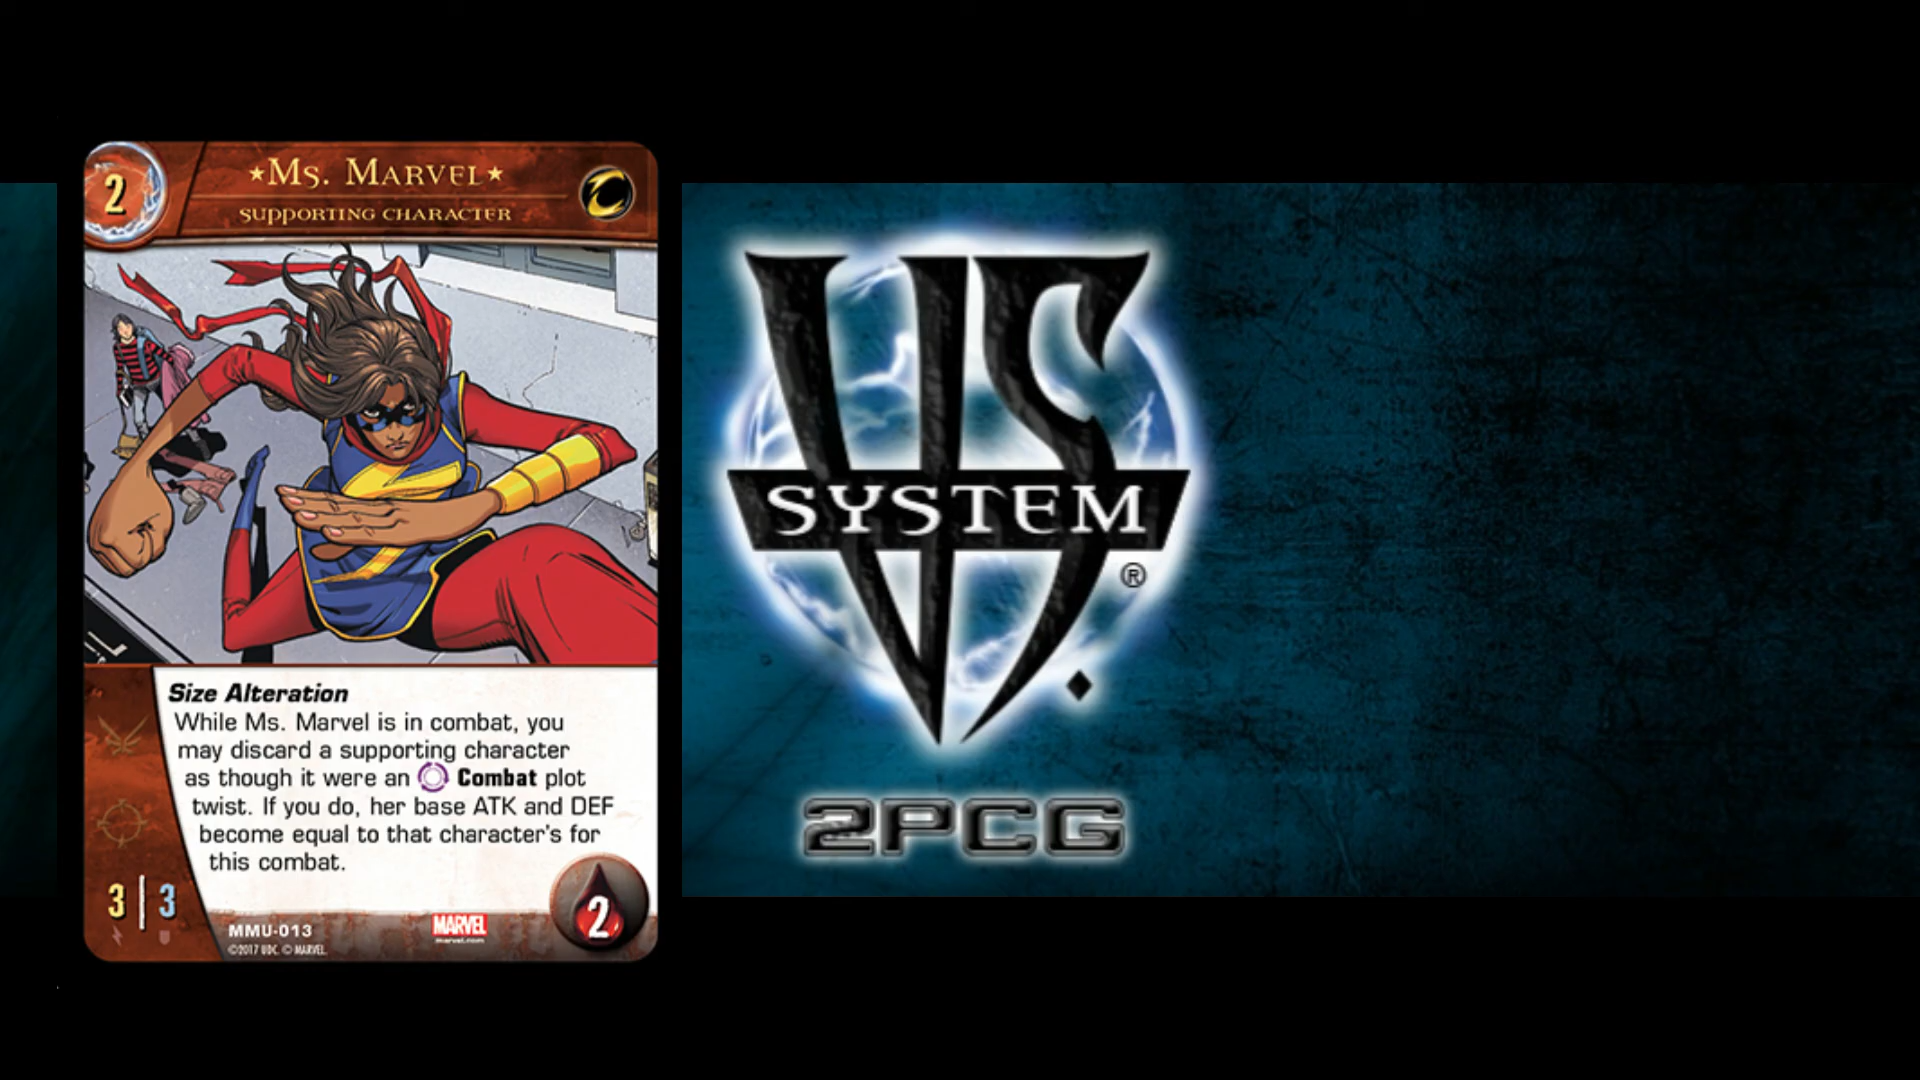 2
★Ms. Marvel★
supporting character
Size Alteration
While Ms. Marvel is in combat, you
may discard a supporting character
as though it were an Combat plot
twist. If you do, her base ATK and DEF
become equal to that character's for
this combat.
3 | 3
2
MMU-013
©2017 UDC. © MARVEL.
MARVEL
marvel.com
VS
SYSTEM
®
2PCG